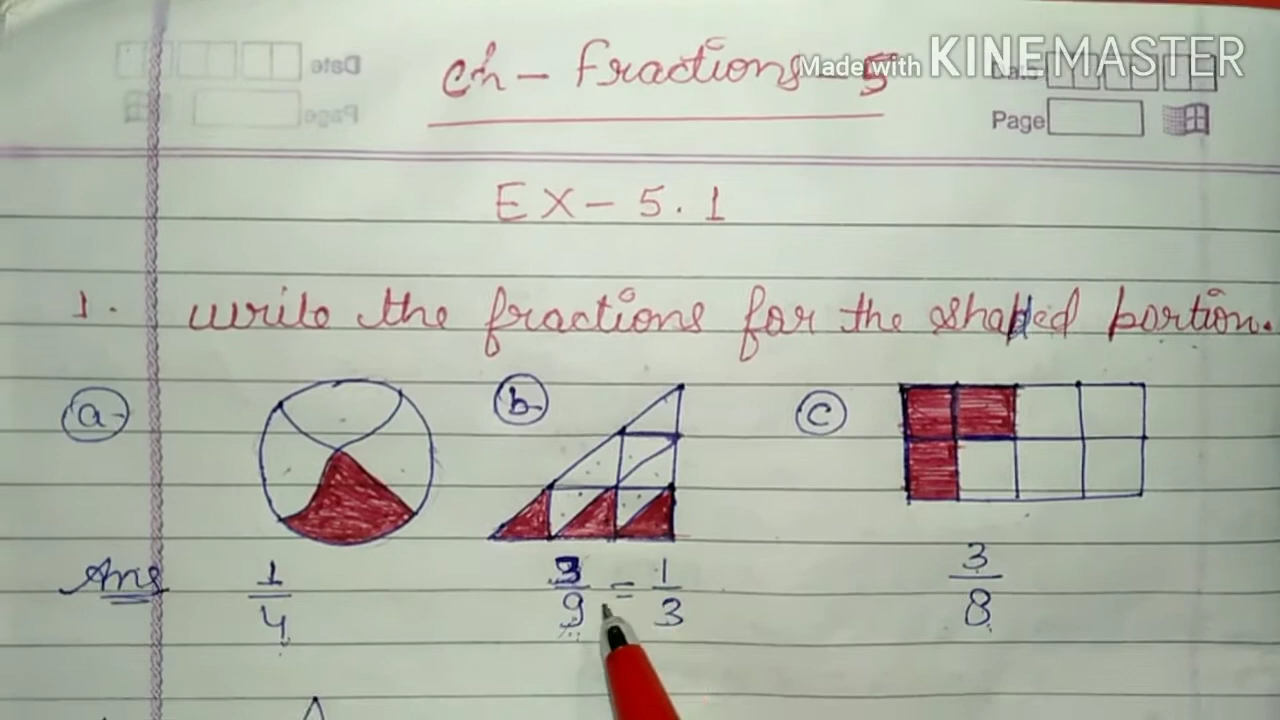 Made with KINEMASTER
Date
Page
Date
Page
Ch - Fractions - 5
EX - 5.1
1. Write the fractions for the shaded portion.
a b c
Ans 1/4 3/9 = 1/3 3/8